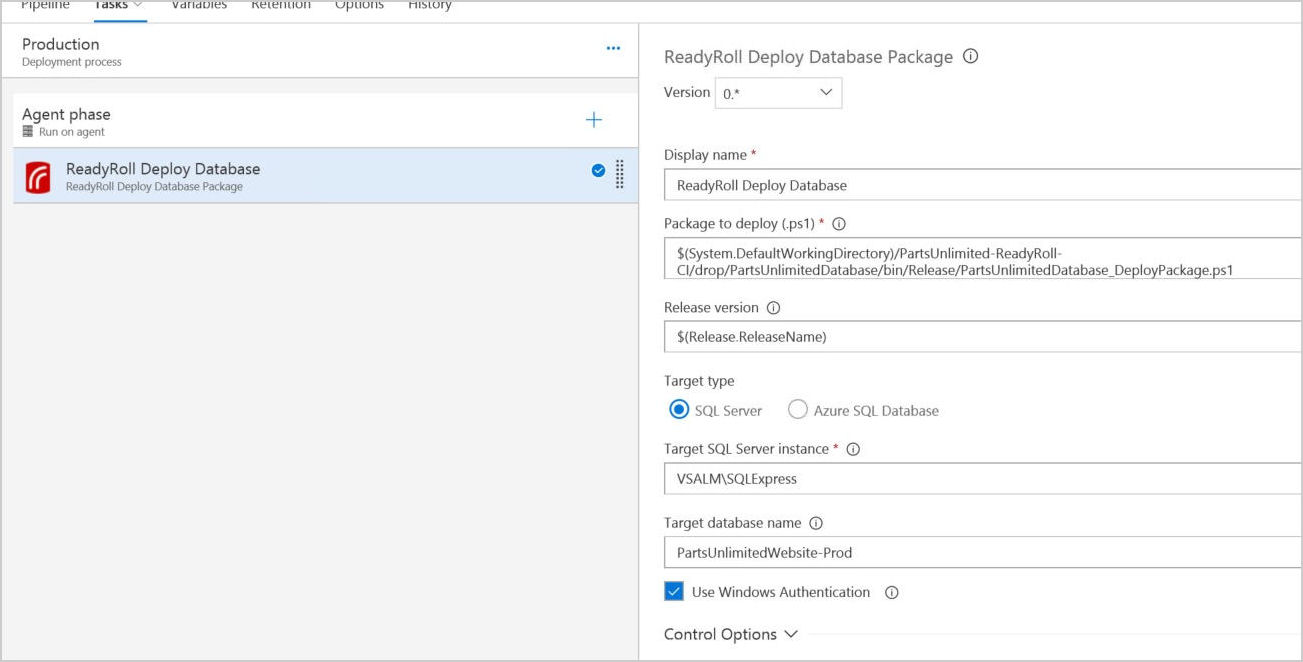 Pipeline Tasks Variables Retention Options History
Production
Deployment process
Agent phase
Run on agent
ReadyRoll Deploy Database
ReadyRoll Deploy Database Package
ReadyRoll Deploy Database Package
Version 0.*
Display name *
ReadyRoll Deploy Database
Package to deploy (.ps1) *
$(System.DefaultWorkingDirectory)/PartsUnlimited-ReadyRoll-
CI/drop/PartsUnlimitedDatabase/bin/Release/PartsUnlimitedDatabase_DeployPackage.ps1
Release version
$(Release.ReleaseName)
Target type
SQL Server Azure SQL Database
Target SQL Server instance *
VSALM\SQLExpress
Target database name
PartsUnlimitedWebsite-Prod
Use Windows Authentication
Control Options